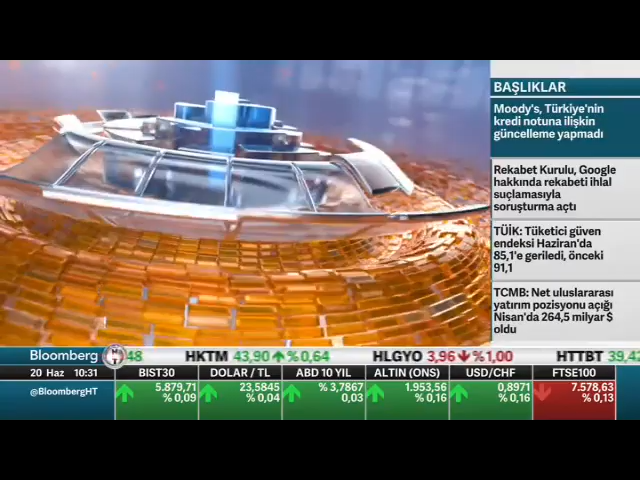 BAŞLIKLAR
Moody's, Türkiye'nin
kredi notuna ilişkin
güncelleme yapmadı
Rekabet Kurulu, Google
hakkında rekabeti ihlal
suçlamasıyla
soruşturma açtı
TÜİK: Tüketici güven
endeksi Haziran'da
85,1'e geriledi, önceki
91,1
TCMB: Net uluslararası
yatırım pozisyonu açığı
Nisan'da 264,5 milyar $
oldu
Bloomberg HT 48 HKTM 43,90 % 0,64 HLGYO 3,96 %1,00 HTTBT 39,42
20 Haz 10:31 BIST30 DOLAR / TL ABD 10 YIL ALTIN (ONS) USD/CHF FTSE100
@BloombergHT 5.879,71 23,5845 % 3,7867 1.953,56 0,8971 7.578,63
% 0,09 % 0,04 0,03 % 0,16 % 0,16 % 0,13